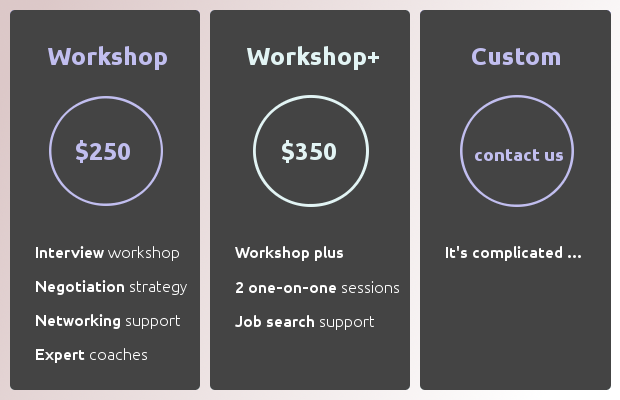 Workshop
$250
Interview workshop
Negotiation strategy
Networking support
Expert coaches
Workshop+
$350
Workshop plus
2 one-on-one sessions
Job search support
Custom
contact us
It's complicated ...